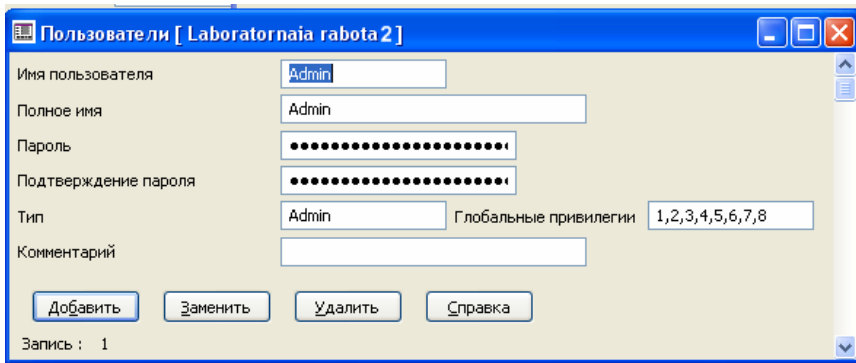 Пользователи [ Laboratornaia rabota 2 ]
Имя пользователя Admin
Полное имя Admin
Пароль ●●●●●●●●●●●●●●●●●●●●●●●
Подтверждение пароля ●●●●●●●●●●●●●●●●●●●●●●●
Тип Admin Глобальные привилегии 1,2,3,4,5,6,7,8
Комментарий
Добавить Заменить Удалить Справка
Запись : 1